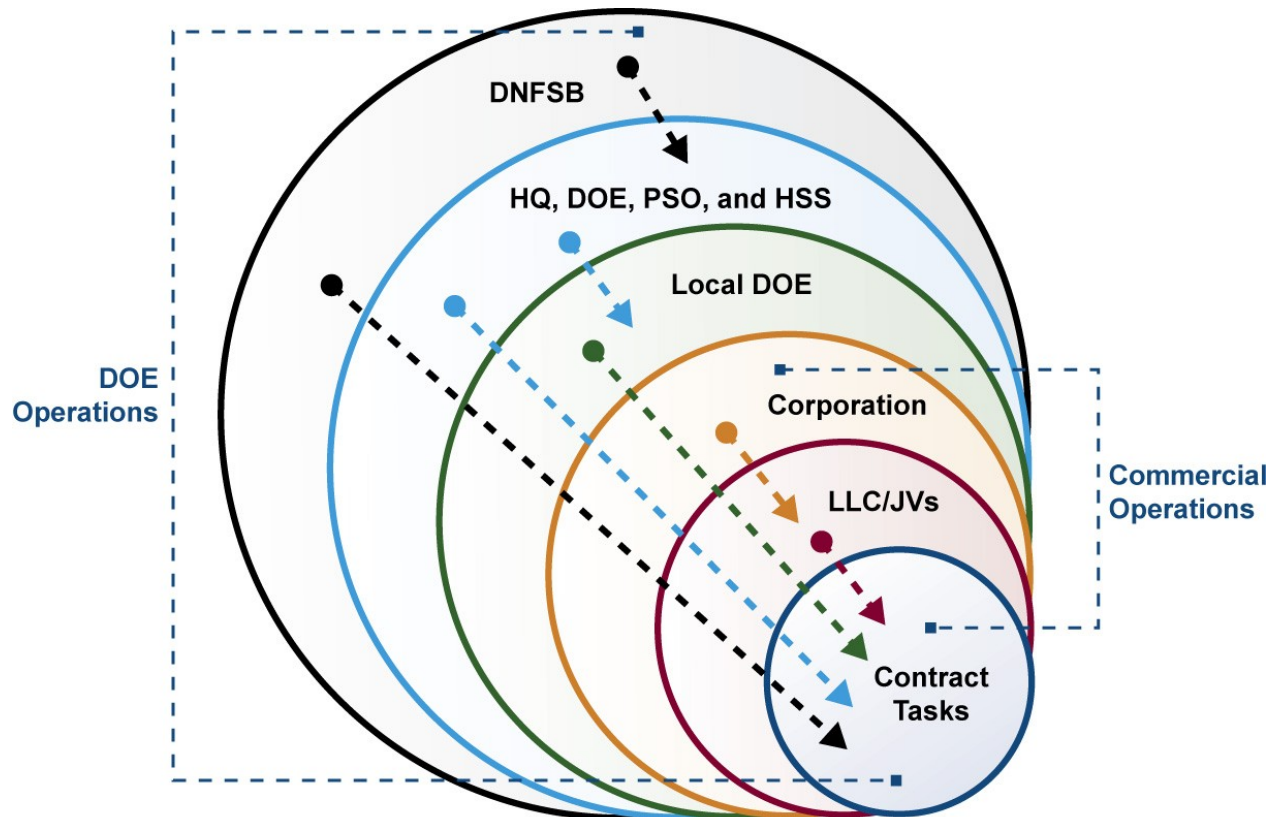 DNFSB
HQ, DOE, PSO, and HSS
Local DOE
DOE
Operations
Corporation
Commercial
Operations
LLC/JVs
Contract
Tasks